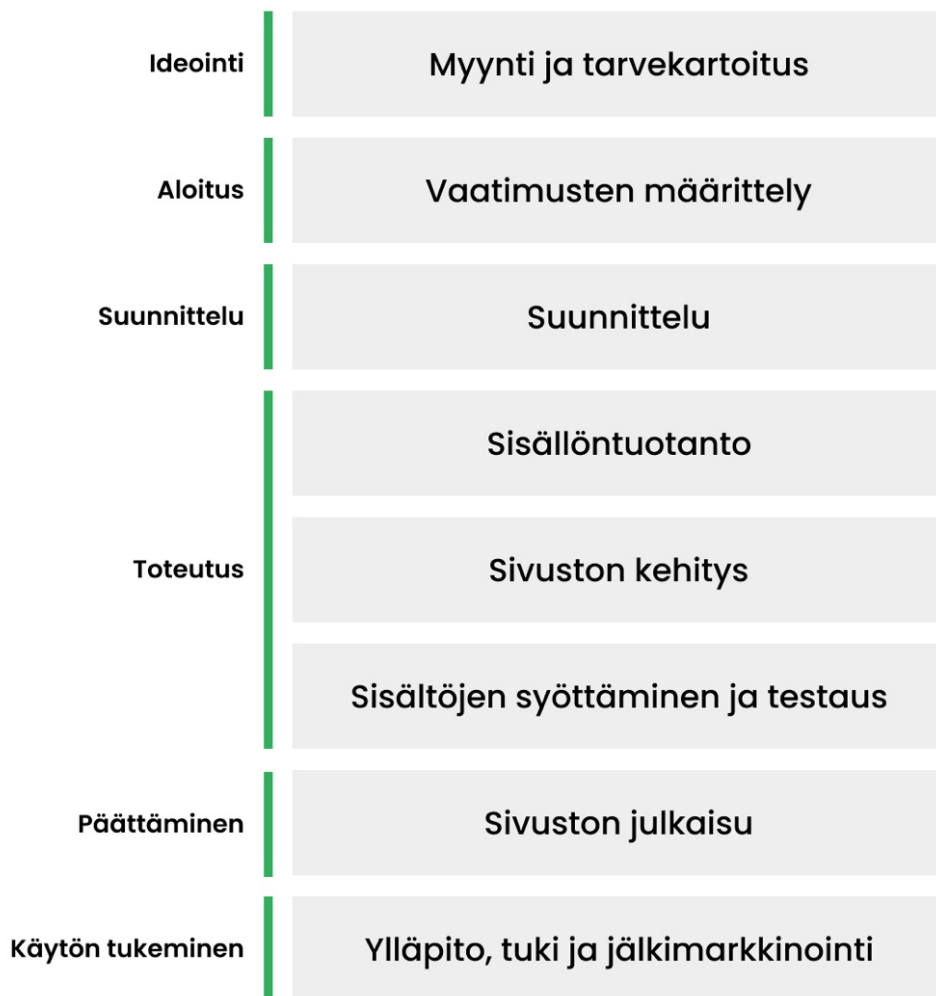 Ideointi
Myynti ja tarvekartoitus
Aloitus
Vaatimusten määrittely
Suunnittelu
Suunnittelu
Toteutus
Sisällöntuotanto
Sivuston kehitys
Sisältöjen syöttäminen ja testaus
Päättäminen
Sivuston julkaisu
Käytön tukeminen
Ylläpito, tuki ja jälkimarkkinointi